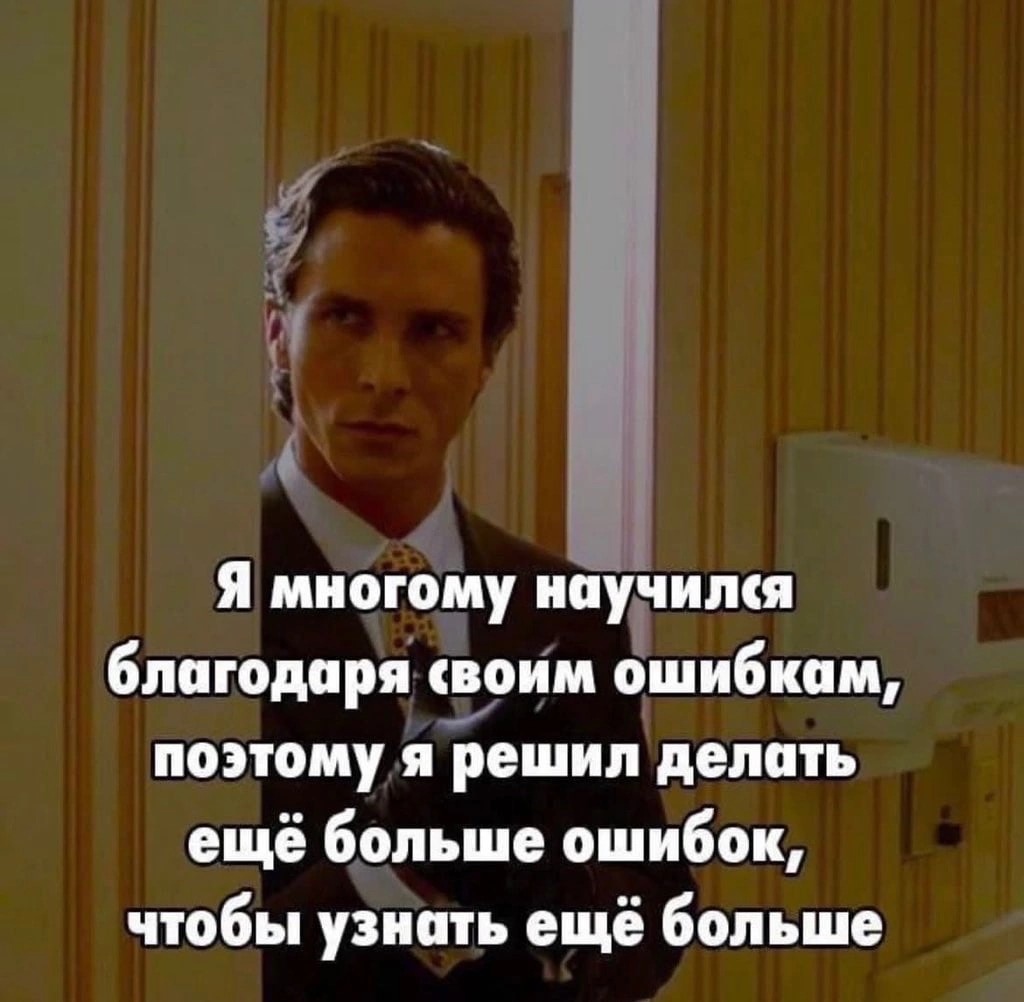 Я многому научился
благодаря своим ошибкам,
поэтому я решил делать
ещё больше ошибок,
чтобы узнать ещё больше